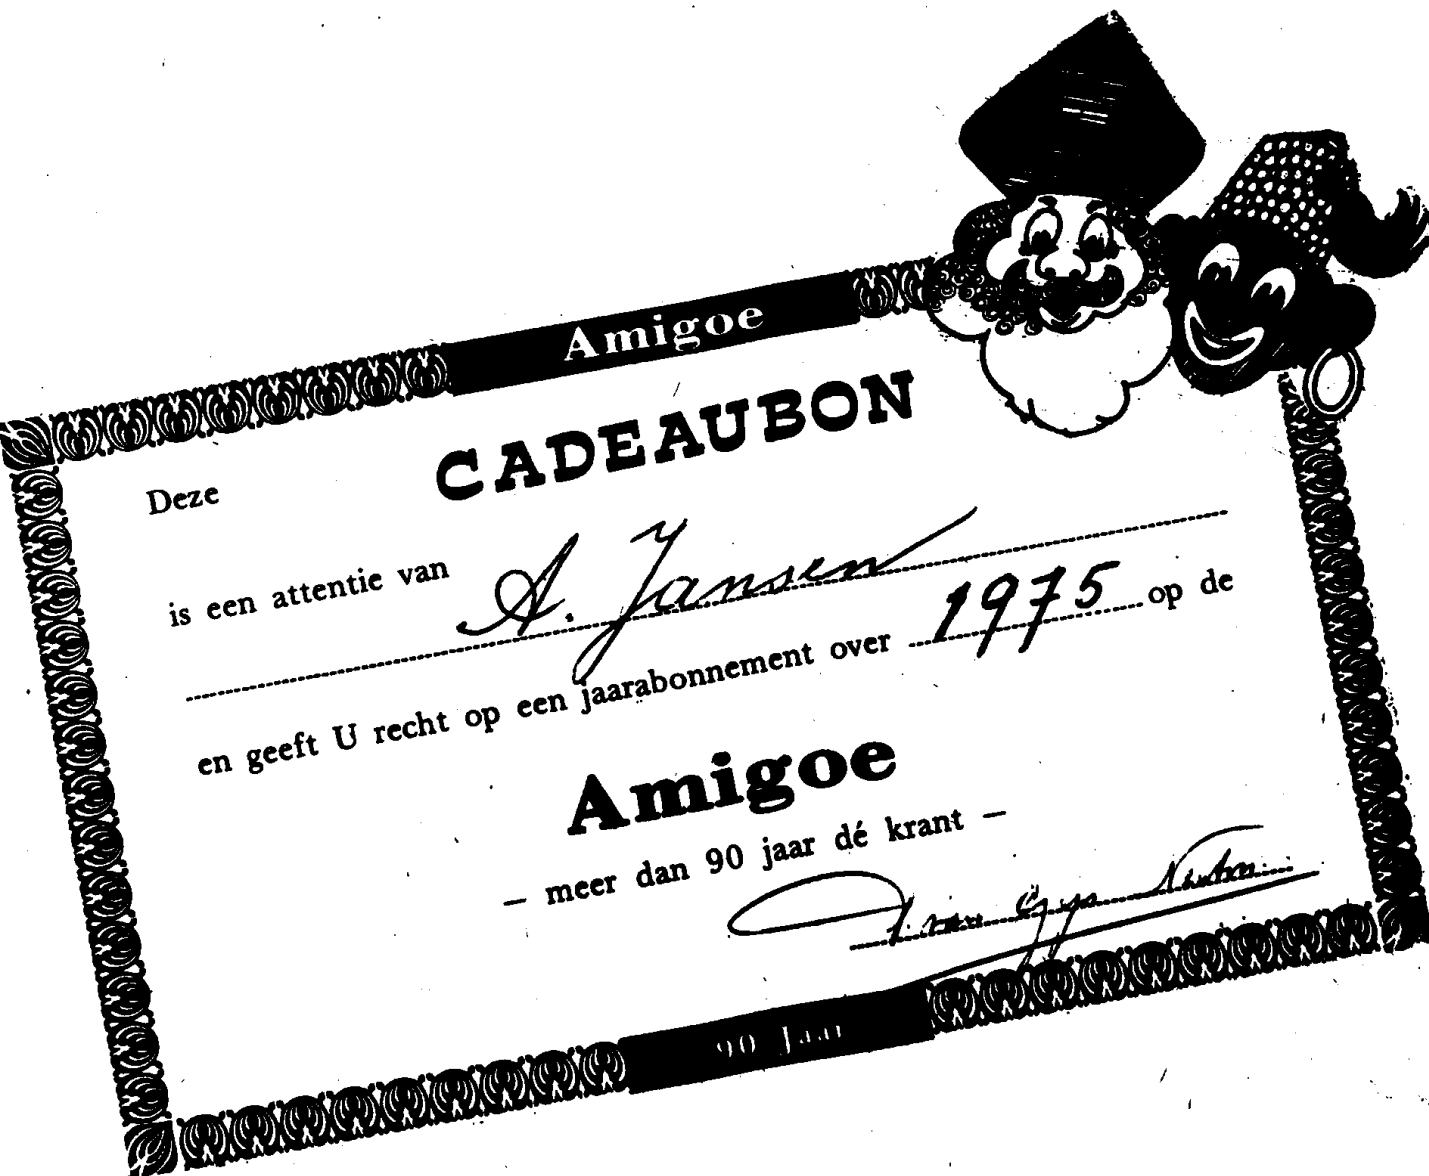 Amigoe
CADEAUBON
Deze
is een attentie van A. Jansen
en geeft U recht op een jaarabonnement over 1975 op de
Amigoe
— meer dan 90 jaar dé krant —
90 Jaar